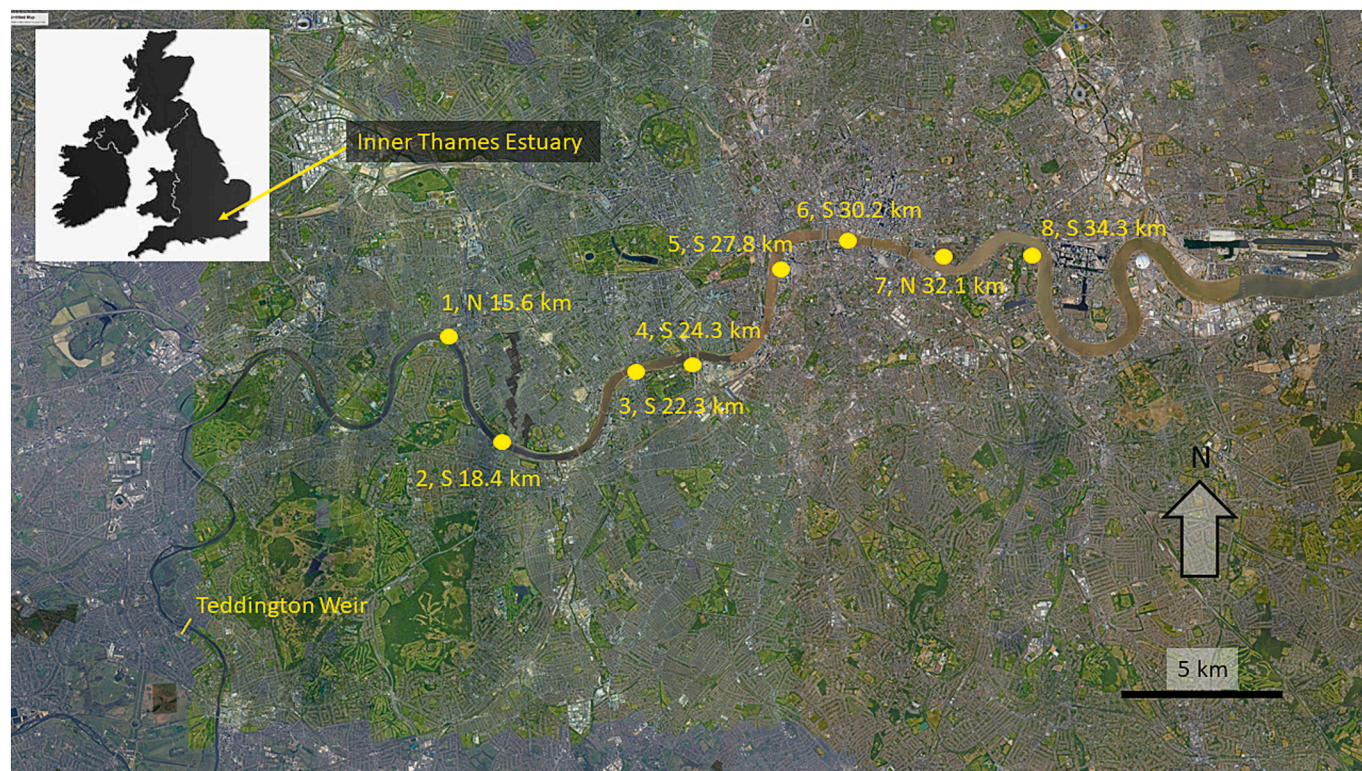 Inner Thames Estuary
6, S 30.2 km
8, S 34.3 km
5, S 27.8 km
7, N 32.1 km
1, N 15.6 km
4, S 24.3 km
3, S 22.3 km
N
2, S 18.4 km
Teddington Weir
5 km